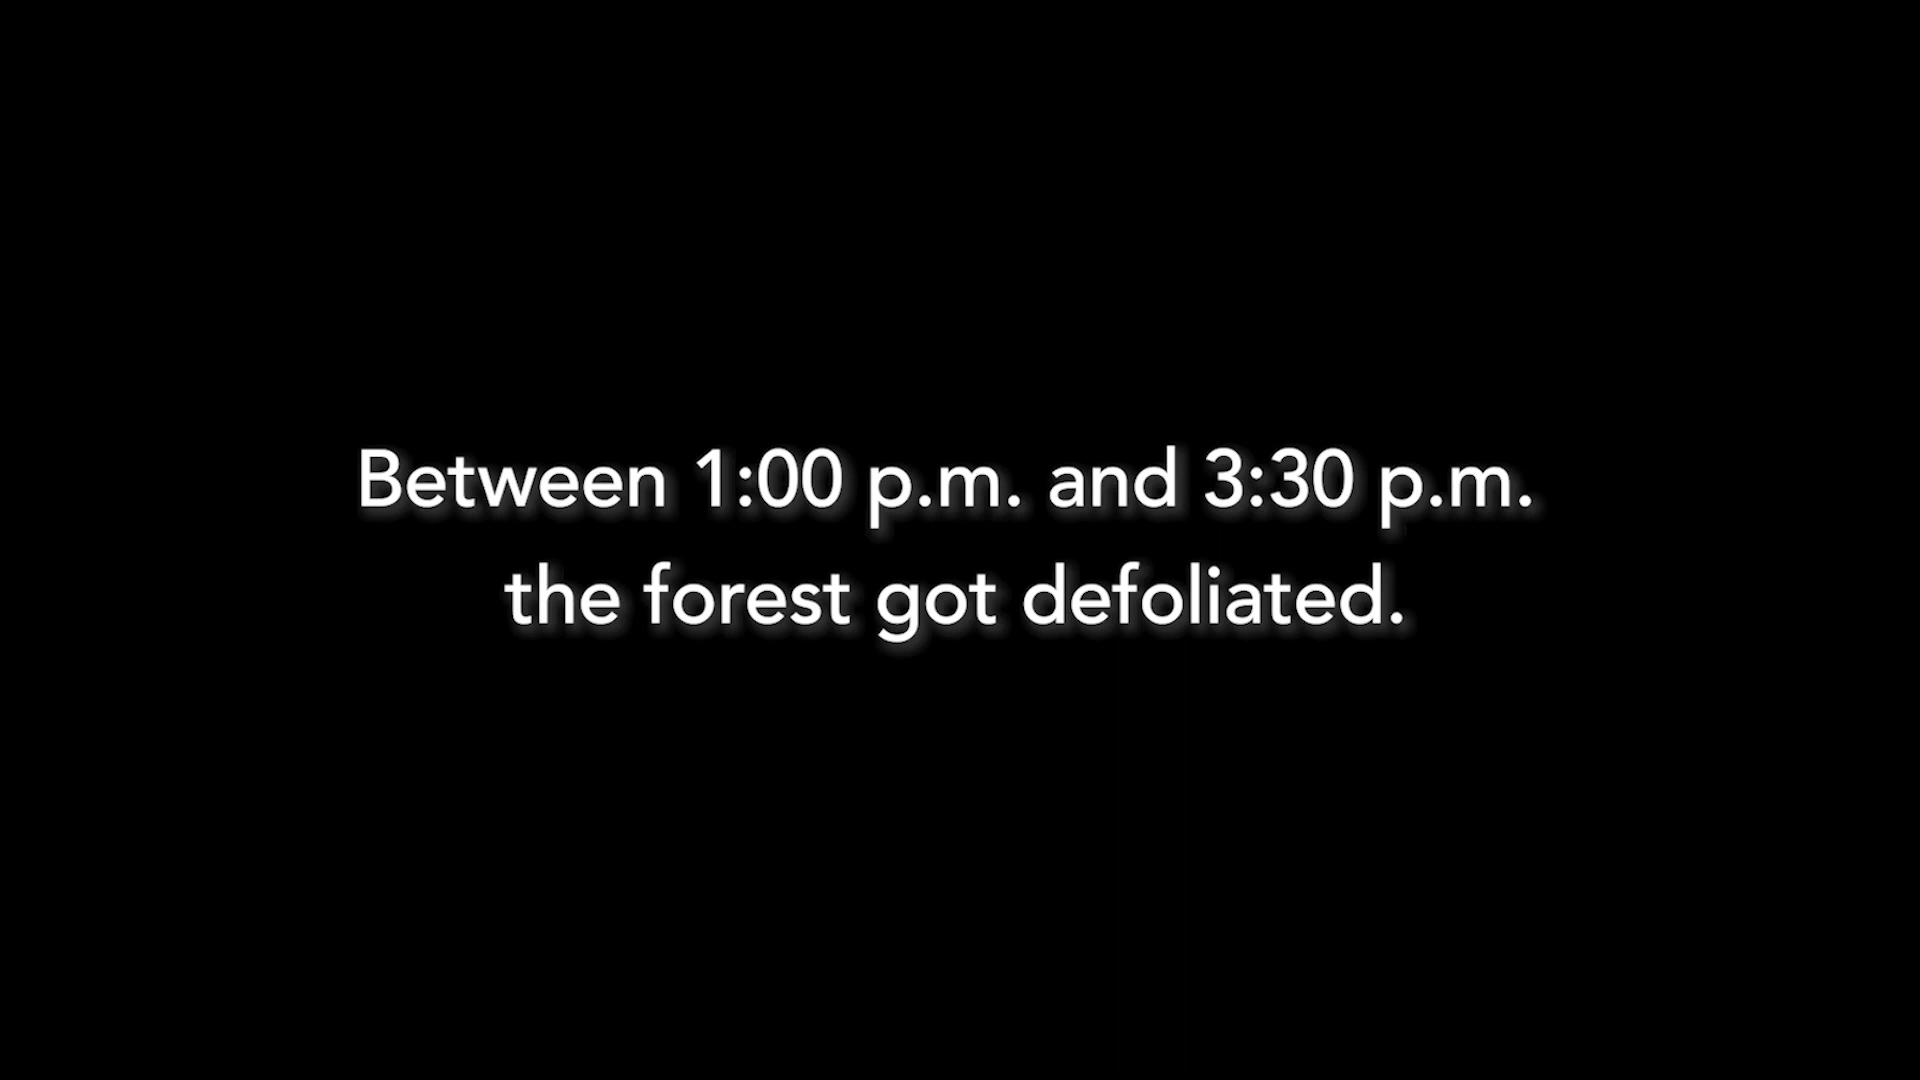 Between 1:00 p.m. and 3:30 p.m.
the forest got defoliated.